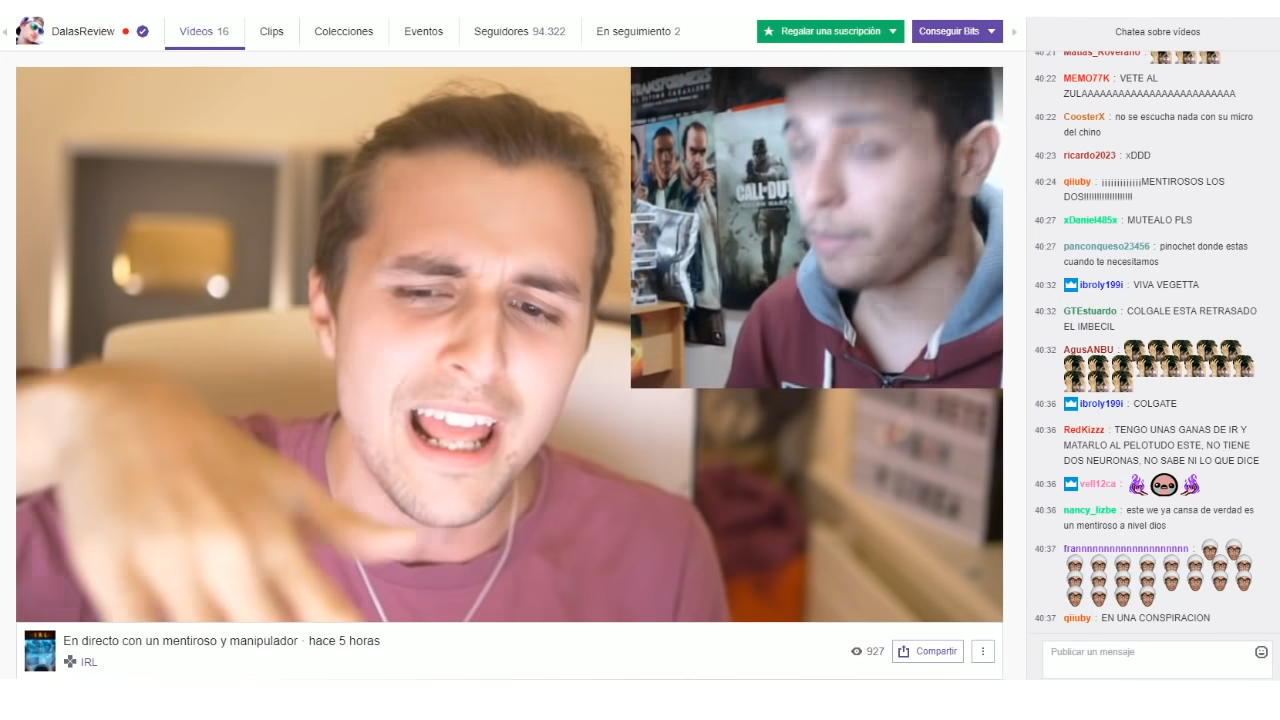 DalasReview
Vídeos 16
Clips
Colecciones
Eventos
Seguidores 94.322
En seguimiento 2
Regalar una suscripción
Conseguir Bits
Chatea sobre vídeos
TRANSFORMERS
CALL OF DUTY
40:21 Matias_Roverano :
40:22 MEMO77K : VETE AL
ZULAAAAAAAAAAAAAAAAAAAAAAAAAA
40:22 CoosterX : no se escucha nada con su micro
del chino
40:23 ricardo2023 : xDDD
40:24 qiiuby : ¡¡¡¡¡¡¡¡¡¡¡¡¡MENTIROSOS LOS
DOS!!!!!!!!!!!!!!!!!!
40:27 xDaniel485x : MUTEALO PLS
40:27 panconqueso23456 : pinochet donde estas
cuando te necesitamos
40:32 ibroly199i : VIVA VEGETTA
40:32 GTEstuardo : COLGALE ESTA RETRASADO
EL IMBECIL
40:32 AgusANBU :
40:36 ibroly199i : COLGATE
40:36 RedKizzz : TENGO UNAS GANAS DE IR Y
MATARLO AL PELOTUDO ESTE, NO TIENE
DOS NEURONAS, NO SABE NI LO QUE DICE
40:36 vell12ca :
40:36 nancy_lizbe : este we ya cansa de verdad es
un mentiroso a nivel dios
40:37 frannnnnnnnnnnnnnnnnnn :
40:37 qiiuby : EN UNA CONSPIRACION
En directo con un mentiroso y manipulador · hace 5 horas
IRL
927
Compartir
Publicar un mensaje